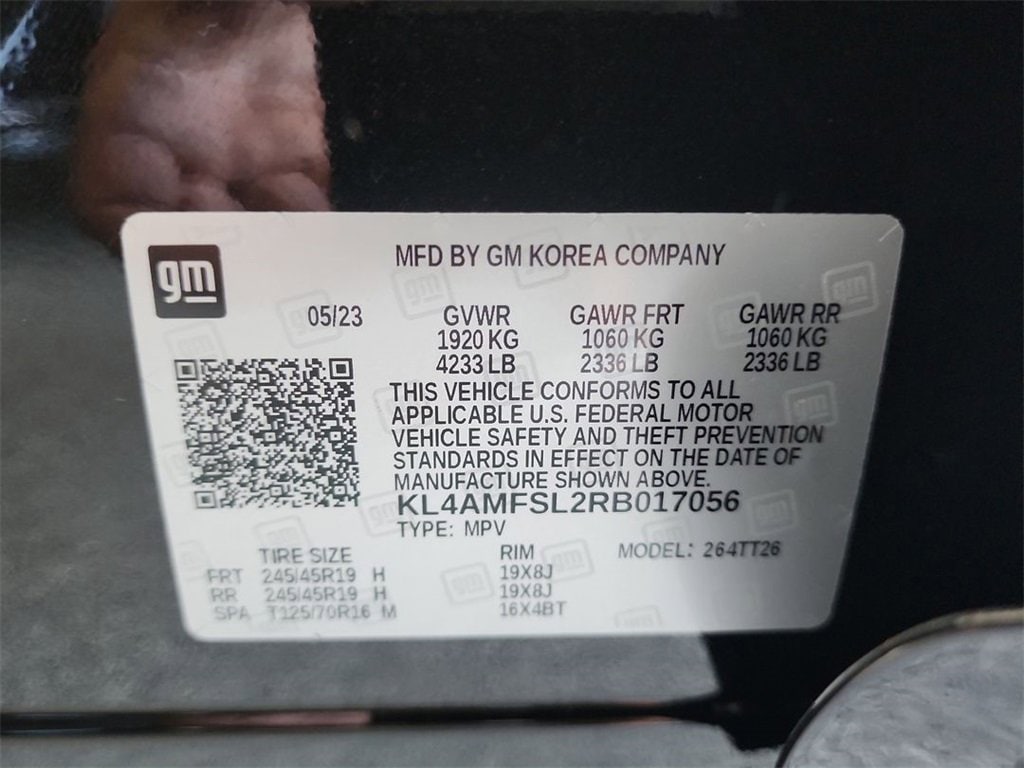 gm
MFD BY GM KOREA COMPANY
05/23 GVWR GAWR FRT GAWR RR
1920 KG 1060 KG 1060 KG
4233 LB 2336 LB 2336 LB
THIS VEHICLE CONFORMS TO ALL
APPLICABLE U.S. FEDERAL MOTOR
VEHICLE SAFETY AND THEFT PREVENTION
STANDARDS IN EFFECT ON THE DATE OF
MANUFACTURE SHOWN ABOVE.
KL4AMFSL2RB017056
TYPE: MPV
TIRE SIZE RIM MODEL: 264TT26
FRT 245/45R19 H 19X8J
RR 245/45R19 H 19X8J
SPA T125/70R16 M 16X4BT